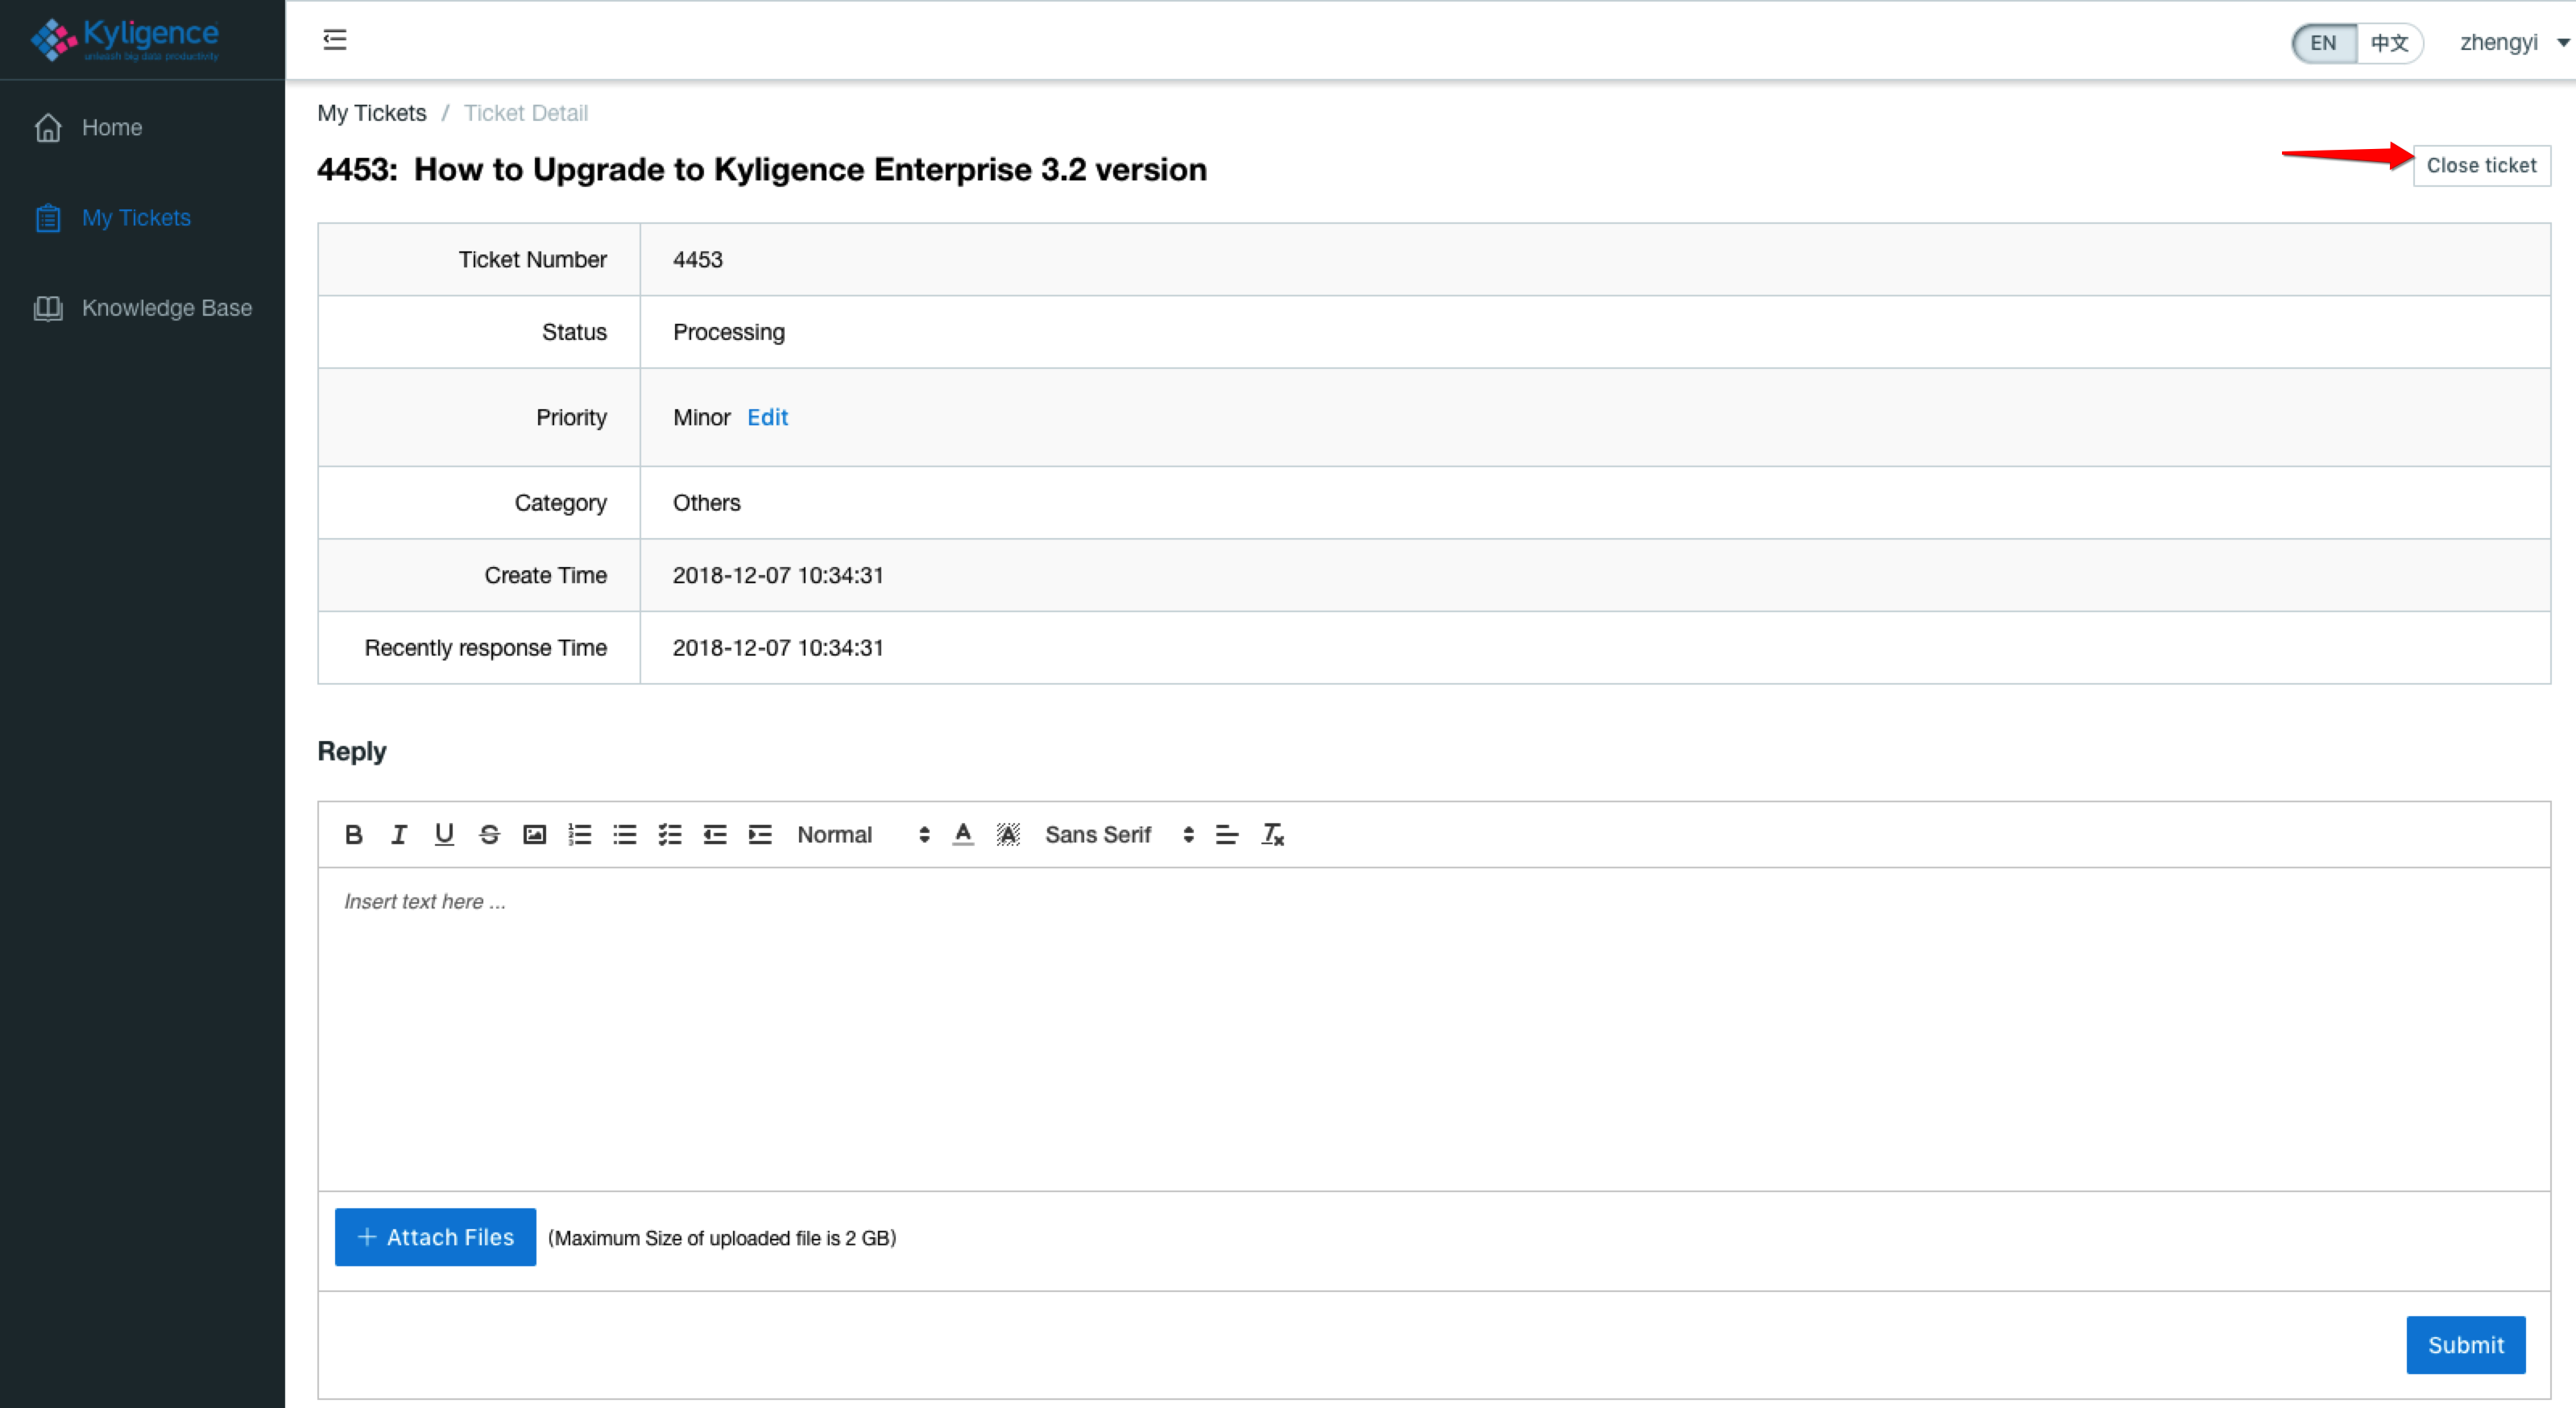 Kyligence
unleash big data productivity
EN 中文 zhengyi
Home
My Tickets
Knowledge Base
My Tickets / Ticket Detail
4453: How to Upgrade to Kyligence Enterprise 3.2 version
Close ticket
Ticket Number 4453
Status Processing
Priority Minor Edit
Category Others
Create Time 2018-12-07 10:34:31
Recently response Time 2018-12-07 10:34:31
Reply
Normal Sans Serif
Insert text here ...
+ Attach Files (Maximum Size of uploaded file is 2 GB)
Submit